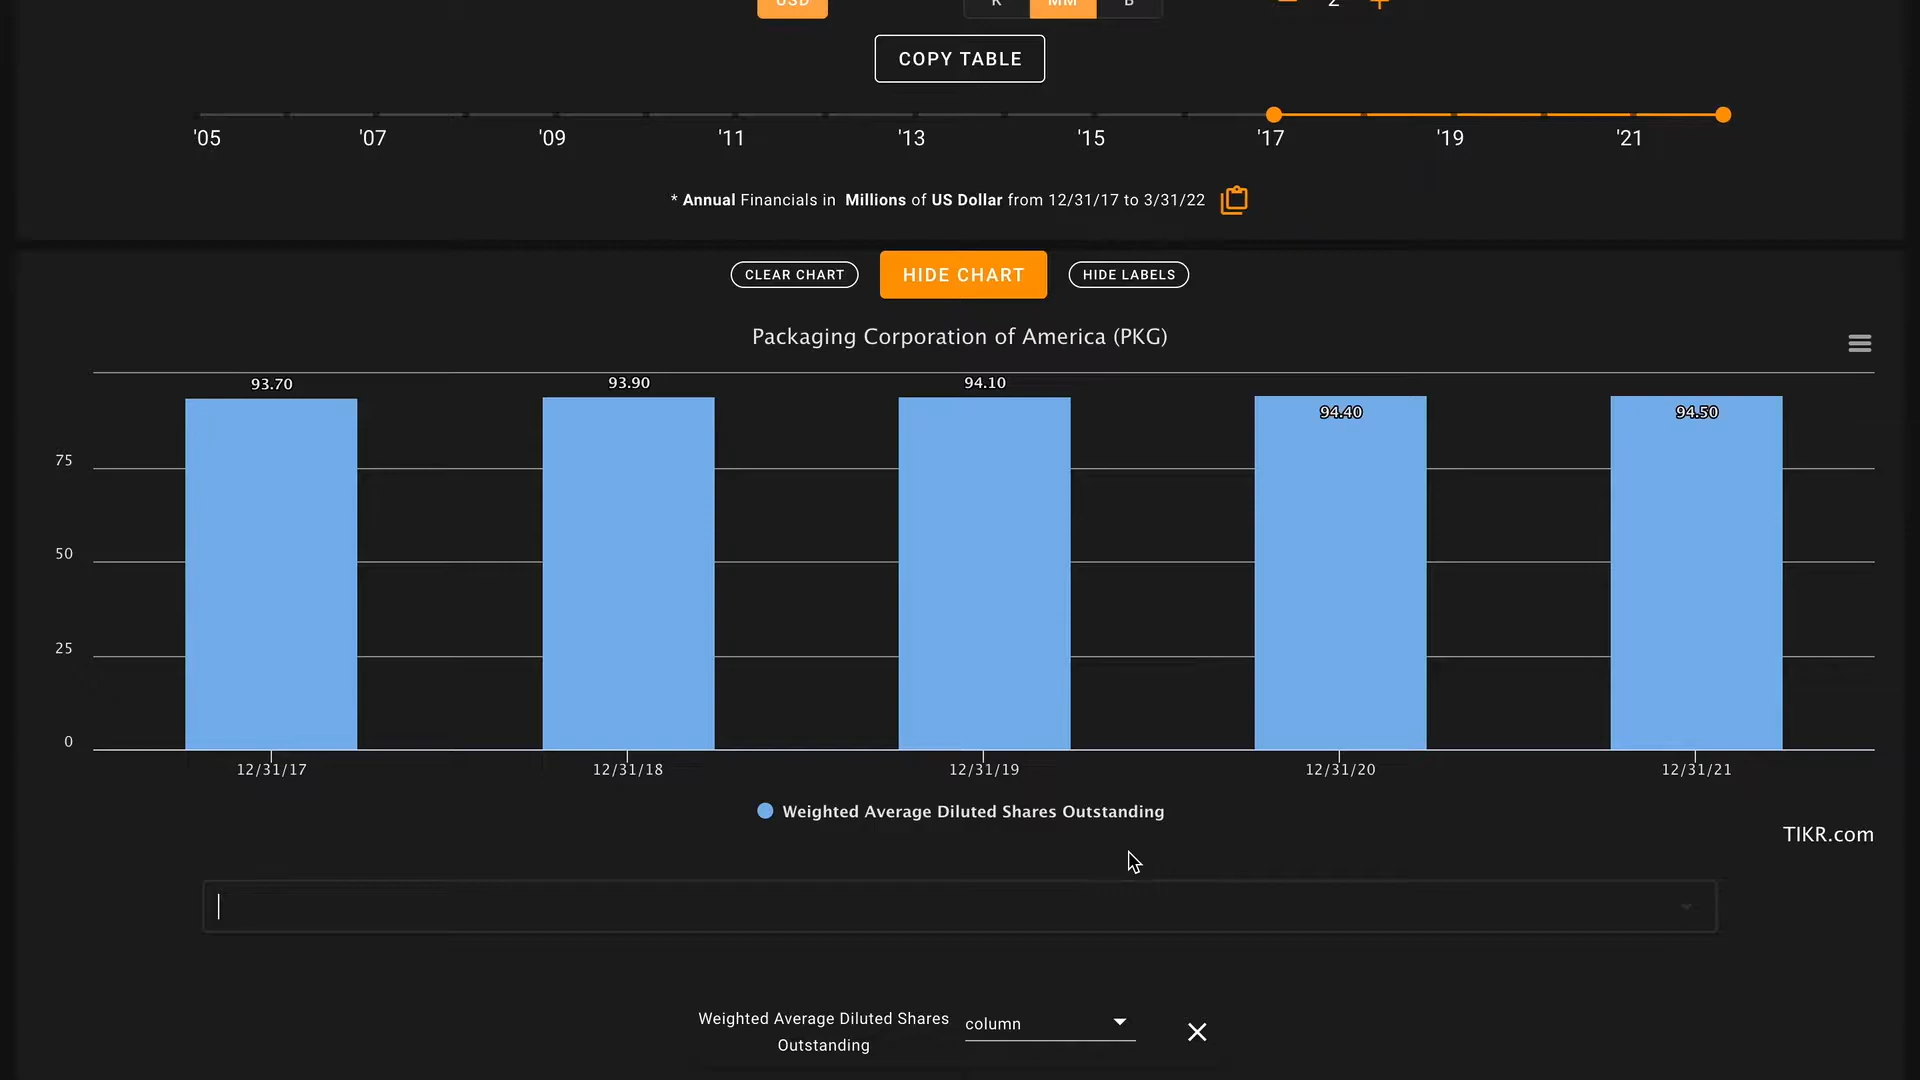 USD K MM B 2
COPY TABLE
'05 '07 '09 '11 '13 '15 '17 '19 '21
* Annual Financials in Millions of US Dollar from 12/31/17 to 3/31/22
CLEAR CHART HIDE CHART HIDE LABELS
Packaging Corporation of America (PKG)
93.70 93.90 94.10 94.40 94.50
75
50
25
0
12/31/17 12/31/18 12/31/19 12/31/20 12/31/21
Weighted Average Diluted Shares Outstanding
TIKR.com
Weighted Average Diluted Shares
Outstanding
column